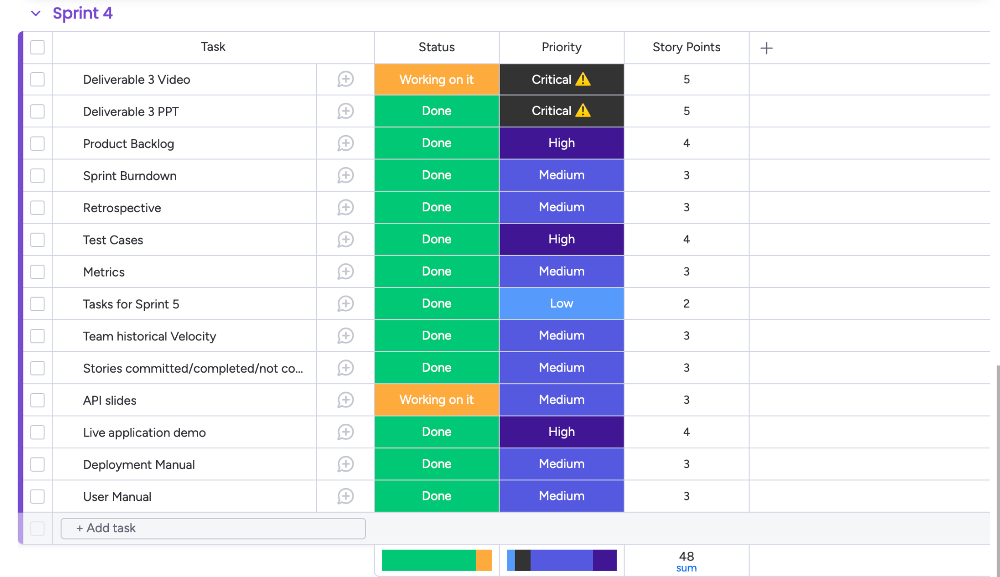 Sprint 4
Task Status Priority Story Points +
Deliverable 3 Video Working on it Critical ⚠️ 5
Deliverable 3 PPT Done Critical ⚠️ 5
Product Backlog Done High 4
Sprint Burndown Done Medium 3
Retrospective Done Medium 3
Test Cases Done High 4
Metrics Done Medium 3
Tasks for Sprint 5 Done Low 2
Team historical Velocity Done Medium 3
Stories committed/completed/not co... Done Medium 3
API slides Working on it Medium 3
Live application demo Done High 4
Deployment Manual Done Medium 3
User Manual Done Medium 3
+ Add task
48
sum